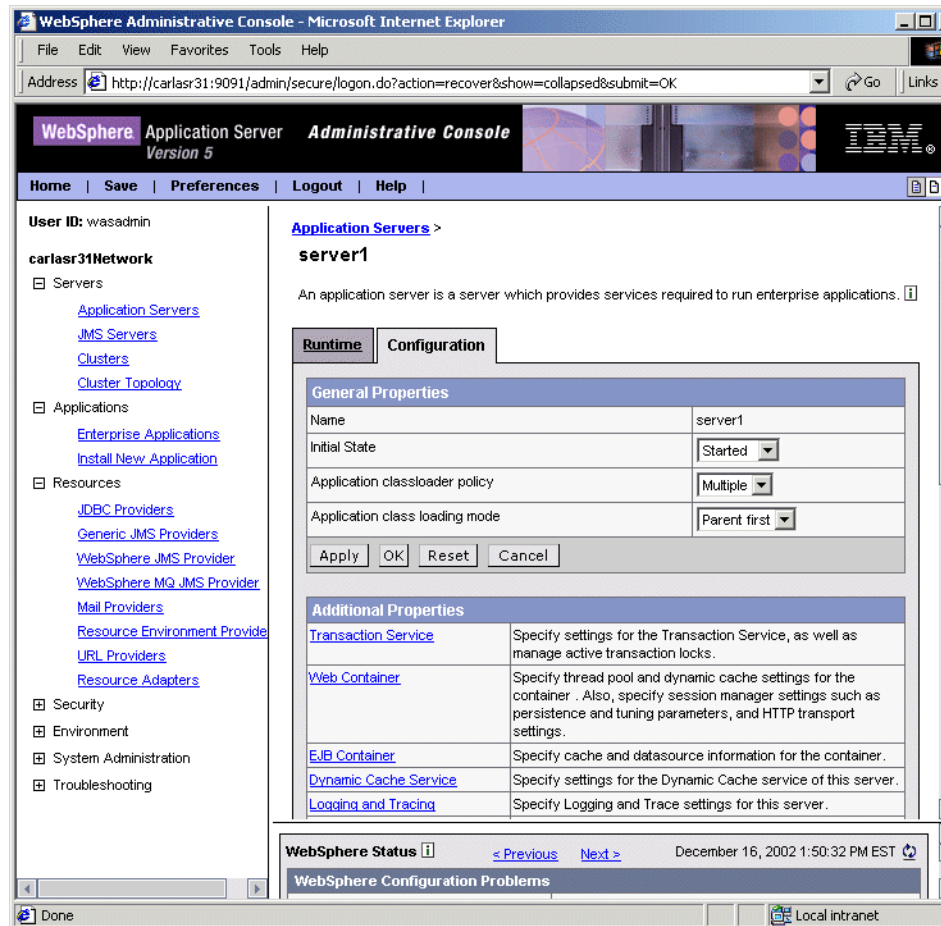 WebSphere Administrative Console - Microsoft Internet Explorer
File Edit View Favorites Tools Help
Address http://carlasr31:9091/admin/secure/logon.do?action=recover&show=collapsed&submit=OK Go Links
WebSphere Application Server Administrative Console
Version 5
IBM®
Home | Save | Preferences | Logout | Help |
User ID: wasadmin
carlasr31Network
Servers
Application Servers
JMS Servers
Clusters
Cluster Topology
Applications
Enterprise Applications
Install New Application
Resources
JDBC Providers
Generic JMS Providers
WebSphere JMS Provider
WebSphere MQ JMS Provider
Mail Providers
Resource Environment Provide
URL Providers
Resource Adapters
Security
Environment
System Administration
Troubleshooting
Application Servers >
server1
An application server is a server which provides services required to run enterprise applications. i
Runtime Configuration
General Properties
Name server1
Initial State Started
Application classloader policy Multiple
Application class loading mode Parent first
Apply OK Reset Cancel
Additional Properties
Transaction Service Specify settings for the Transaction Service, as well as
manage active transaction locks.
Web Container Specify thread pool and dynamic cache settings for the
container . Also, specify session manager settings such as
persistence and tuning parameters, and HTTP transport
settings.
EJB Container Specify cache and datasource information for the container.
Dynamic Cache Service Specify settings for the Dynamic Cache service of this server.
Logging and Tracing Specify Logging and Trace settings for this server.
WebSphere Status i < Previous Next > December 16, 2002 1:50:32 PM EST
WebSphere Configuration Problems
Done Local intranet